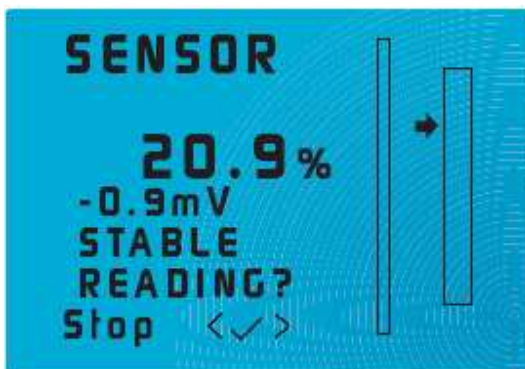 SENSOR
20.9%
-0.9mV
STABLE
READING?
Stop <✓>